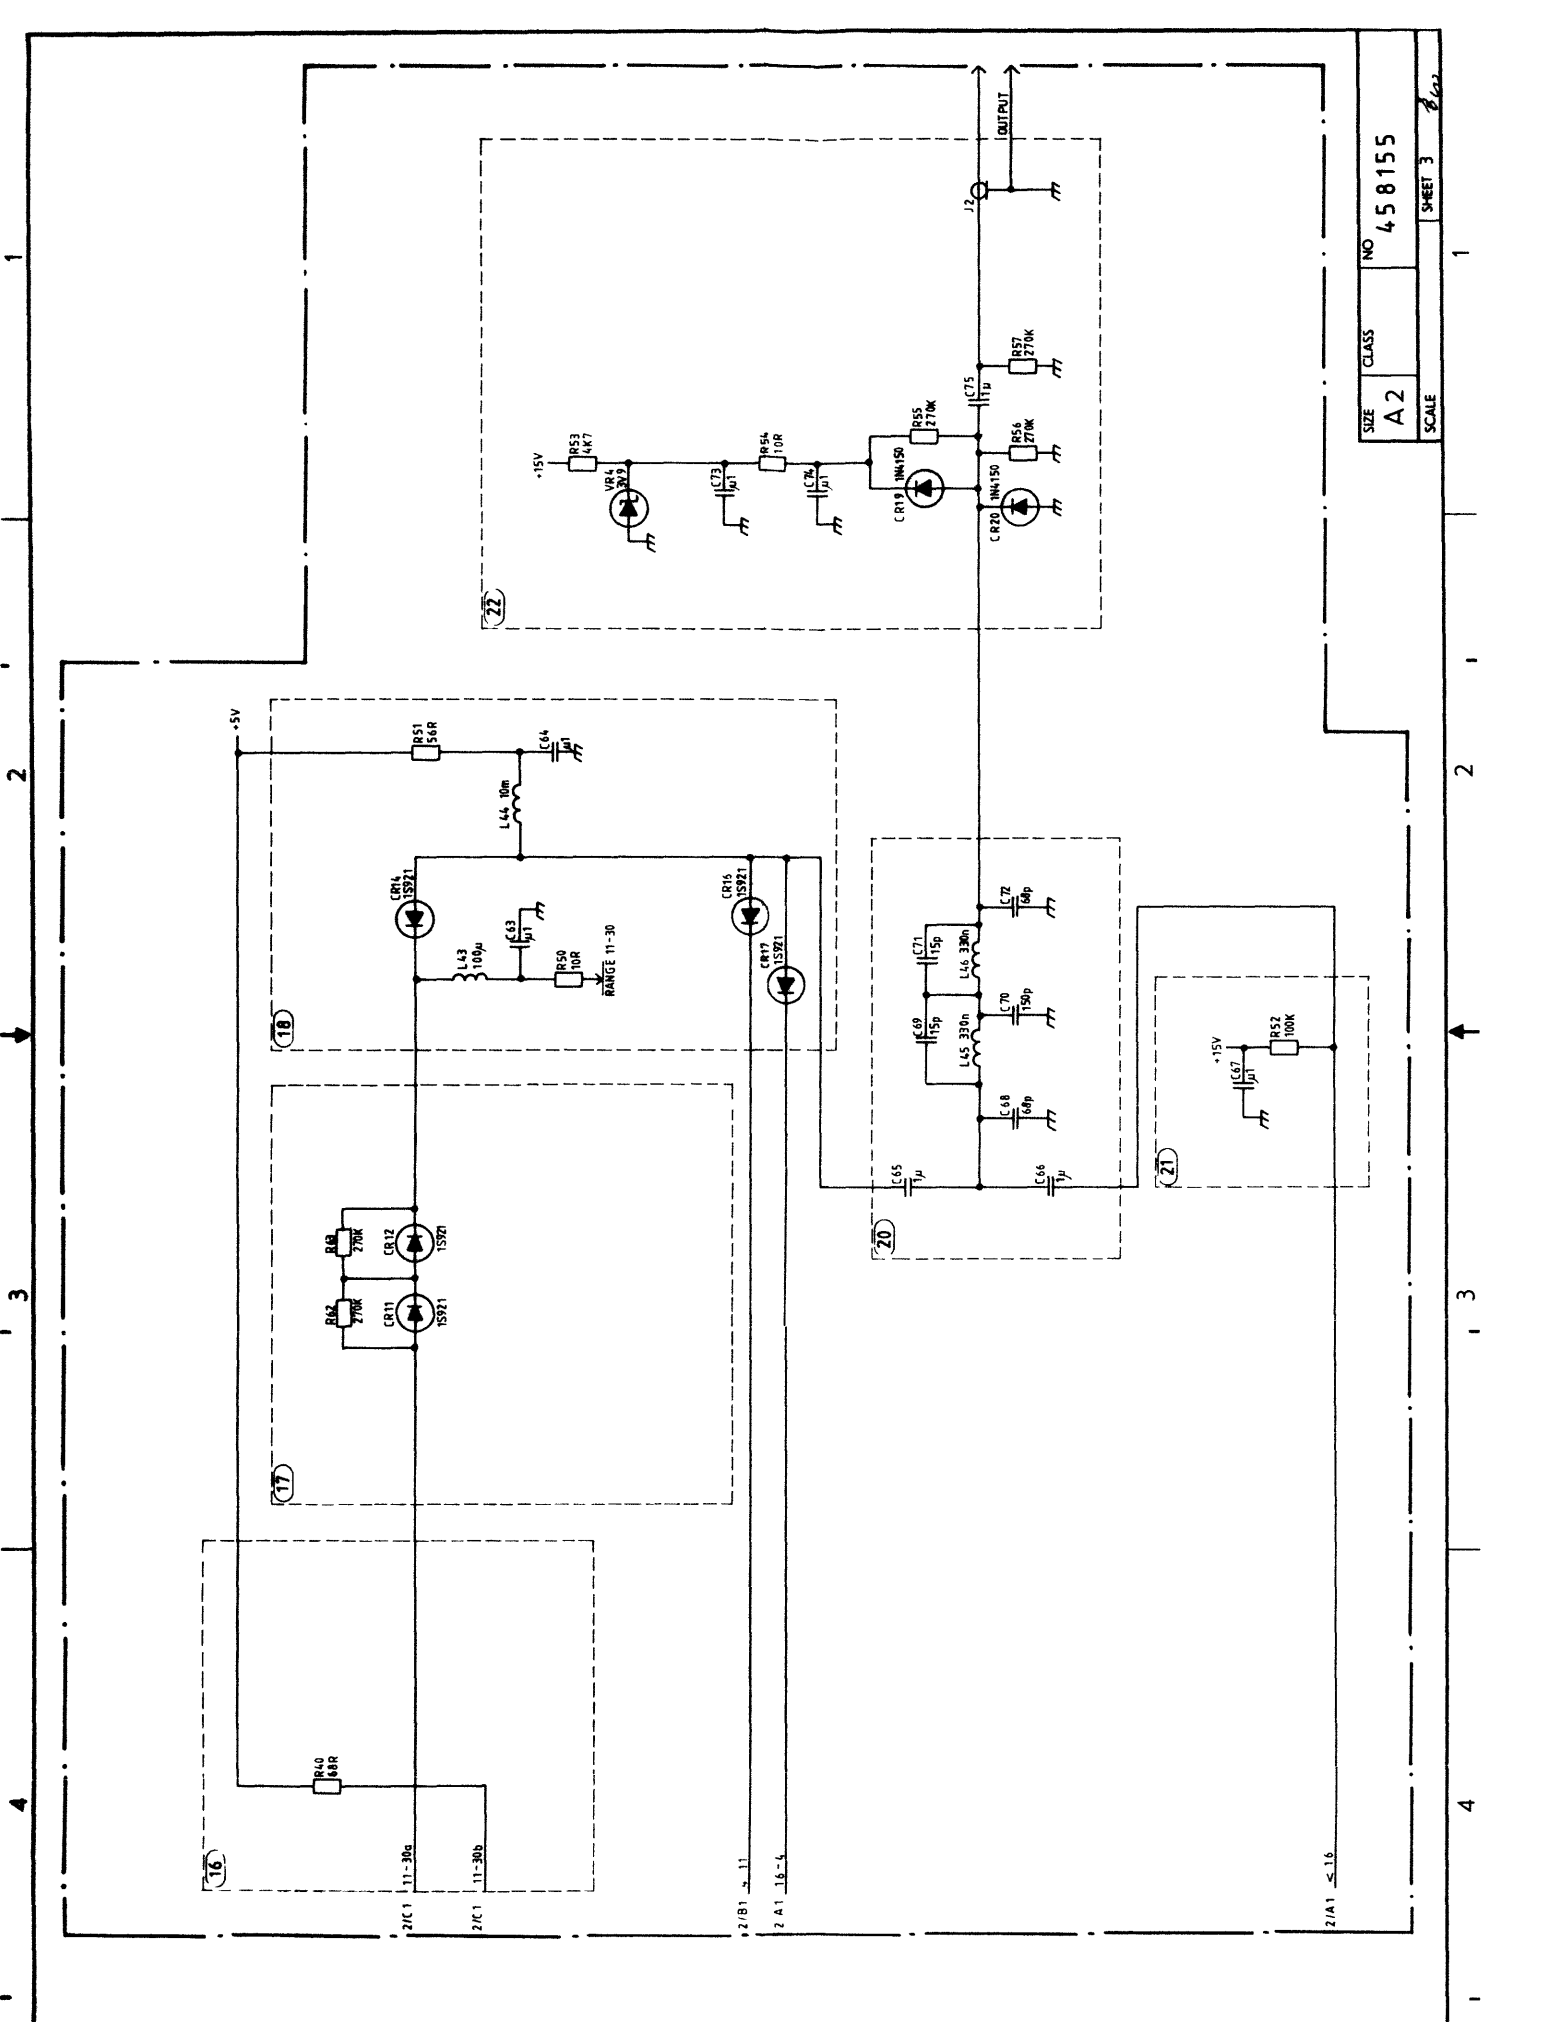 1
2
3
4
+5V
R51
56R
C64
µ1
L44 10m
CR14
1S921
L43
100µ
C63
µ1
R50
10R
RANGE 11-30
CR16
1S921
CR17
1S921
18
R63
270K
CR12
1S921
R62
270K
CR11
1S921
17
R40
68R
16
2/C1 11-30a
2/C1 11-30b
2/B1 4 11
2 A1 16-4
2/A1 <16
22
+15V
R53
4K7
VR4
3V9
C73
µ1
R54
10R
C74
µ1
R55
270K
CR19 1N4150
CR20 1N4150
R56
270K
C75
1µ
R57
270K
J2
OUTPUT
20
C65
1µ
C66
1µ
C68
68p
C69
15p
L45 330n
C70
150p
C71
15p
L46 330n
C72
68p
21
+15V
C67
µ1
R52
100K
SIZE
A2
CLASS
NO
458155
SCALE
SHEET 3
1
2
3
4